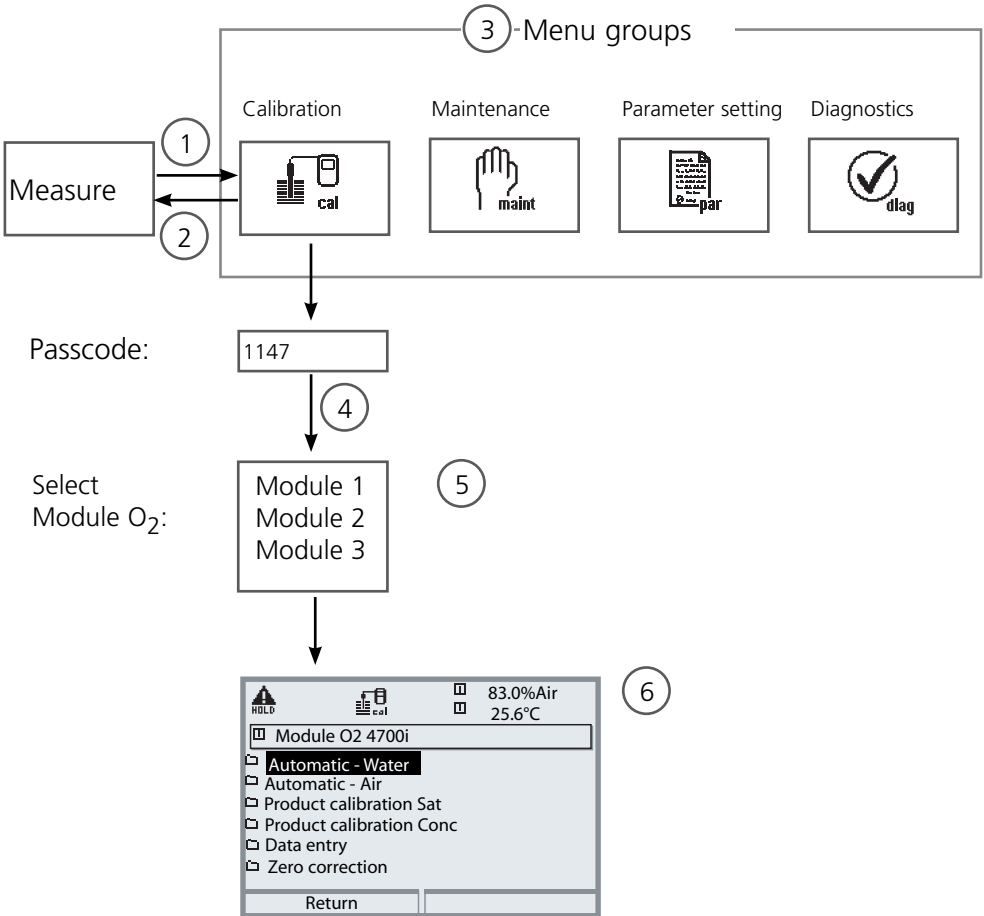 3
Menu groups
Calibration
Maintenance
Parameter setting
Diagnostics
1
Measure
2
cal
maint
par
diag
Passcode:
1147
4
Select
Module O2:
Module 1
Module 2
Module 3
5
HOLD
cal
83.0%Air
25.6°C
6
Module O2 4700i
Automatic - Water
Automatic - Air
Product calibration Sat
Product calibration Conc
Data entry
Zero correction
Return